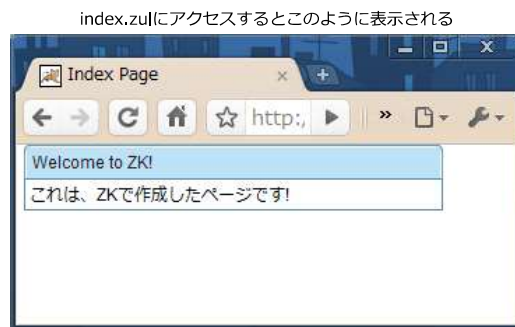 index.zulにアクセスするとこのように表示される
Index Page
http:,
Welcome to ZK!
これは、ZKで作成したページです!